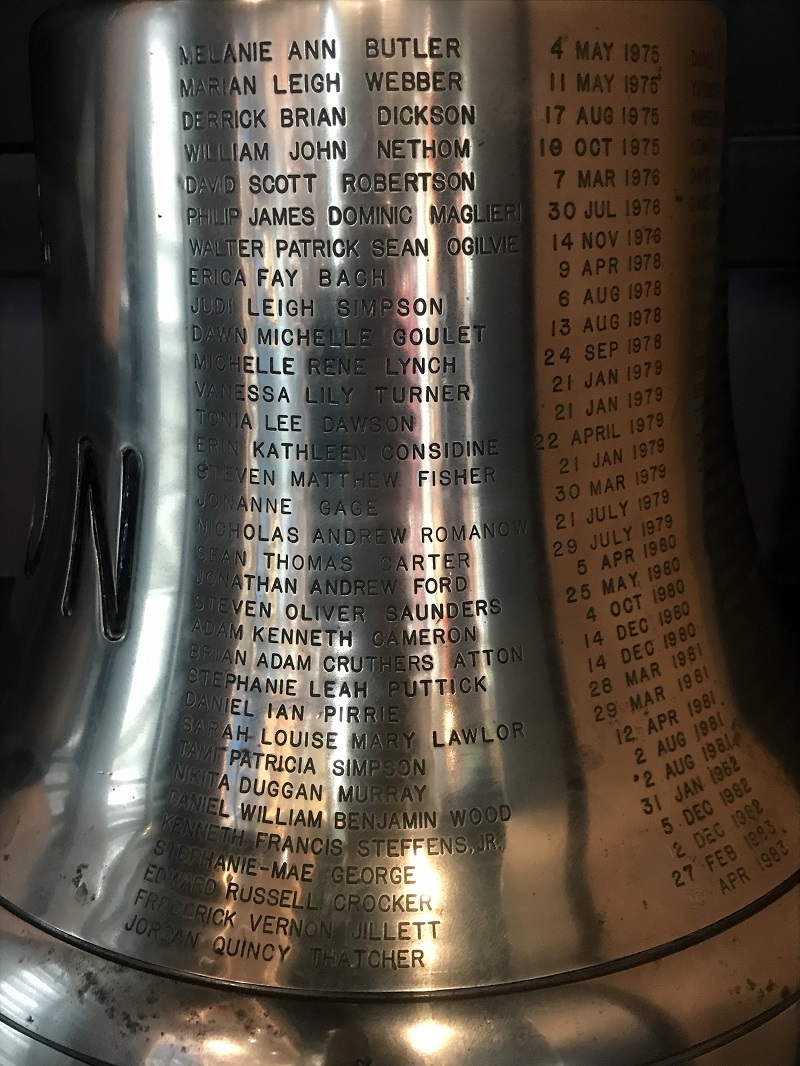 N
MELANIE ANN BUTLER 4 MAY 1975
MARIAN LEIGH WEBBER 11 MAY 1975
DERRICK BRIAN DICKSON 17 AUG 1975
WILLIAM JOHN NETHOM OCT 1975
DAVID SCOTT ROBERTSON 7 MAR 1976
PHILIP JAMES DOMINIC MAGLIERI 30 JUL 1976
WALTER PATRICK SEAN OGILVIE 14 NOV 1976
ERICA FAY BACH 9 APR 1978
JUDI LEIGH SIMPSON 6 AUG 1978
DAWN MICHELLE GOULET 13 AUG 1978
MICHELLE RENE LYNCH 24 SEP 1978
VANESSA LILY TURNER 21 JAN 1979
TONIA LEE DAWSON 21 JAN 1979
ERIN KATHLEEN CONSIDINE 22 APRIL 1979
STEVEN MATTHEW FISHER 21 JAN 1979
JOHANNE GAGE 30 MAR 1979
NICHOLAS ANDREW ROMANOW 21 JULY 1979
SEAN THOMAS CARTER 29 JULY 1979
JONATHAN ANDREW FORD 5 APR 1980
STEVEN OLIVER SAUNDERS 25 MAY 1980
ADAM KENNETH CAMERON 4 OCT 1980
BRIAN ADAM CRUTHERS ATTON 14 DEC 1980
STEPHANIE LEAH PUTTICK 14 DEC 1980
DANIEL IAN PIRRIE 28 MAR 1981
SARAH LOUISE MARY LAWLOR 29 MAR 1981
TAMI PATRICIA SIMPSON 12 APR 1981
NIKITA DUGGAN MURRAY 2 AUG 1981
DANIEL WILLIAM BENJAMIN WOOD 2 AUG 1981
KENNETH FRANCIS STEFFENS, JR. 31 JAN 1982
STEPHANIE-MAE GEORGE 5 DEC 1982
EDWARD RUSSELL CROCKER 2 DEC 1982
FREDERICK VERNON JILLETT 27 FEB 1983
JORDAN QUINCY THATCHER APR 1983